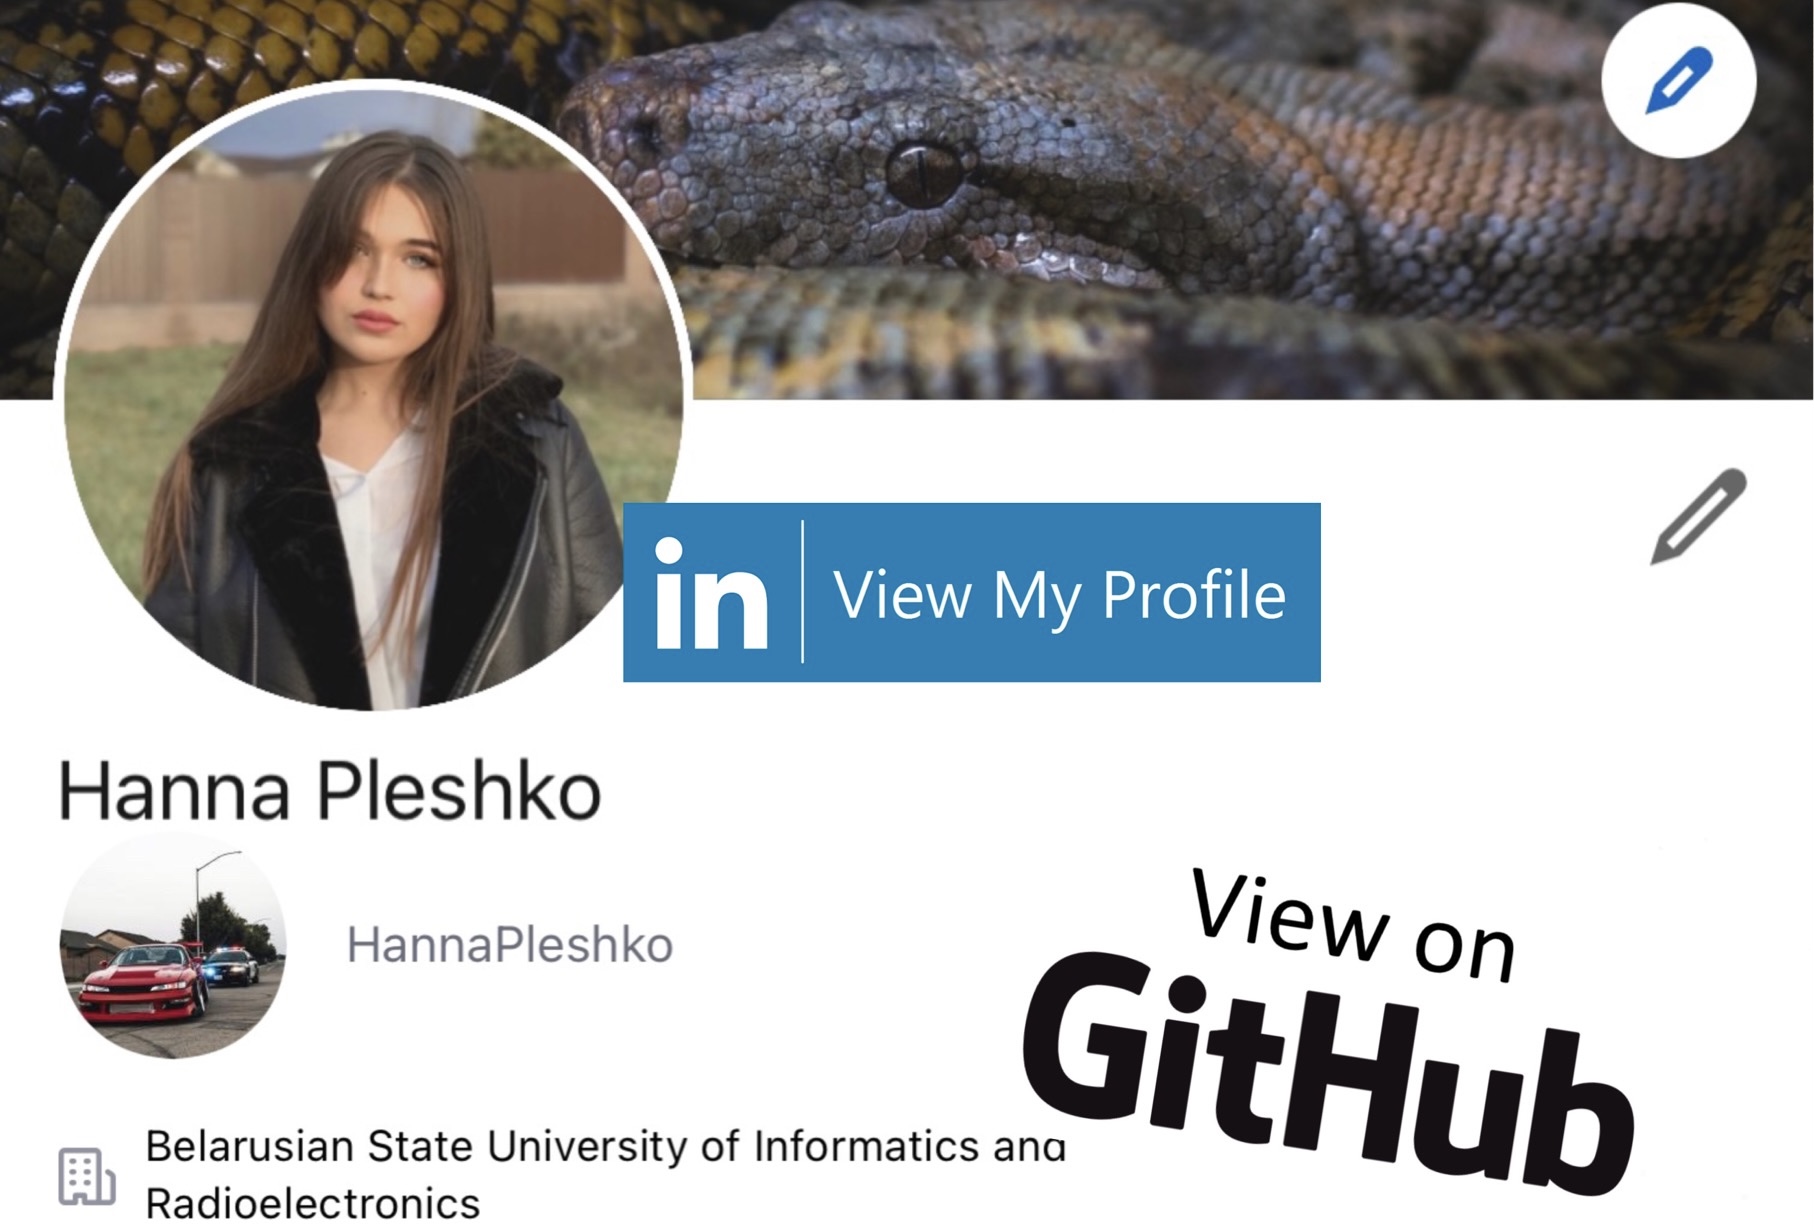 in | View My Profile
Hanna Pleshko
HannaPleshko
View on
GitHub
Belarusian State University of Informatics and
Radioelectronics